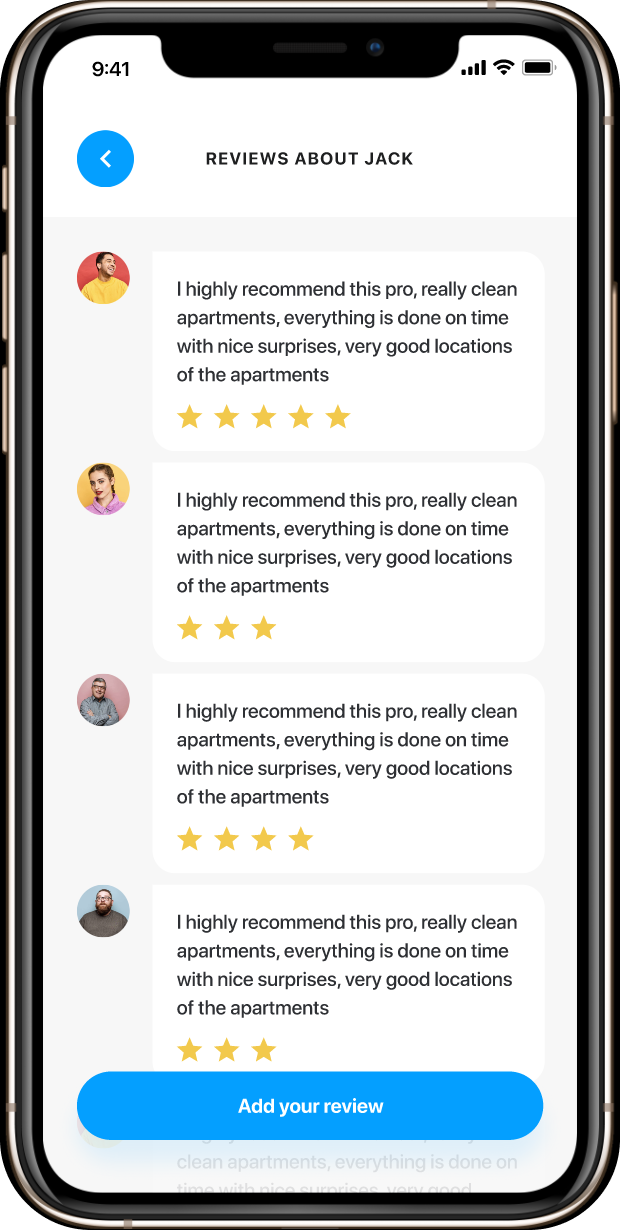 9:41
REVIEWS ABOUT JACK
I highly recommend this pro, really clean
apartments, everything is done on time
with nice surprises, very good locations
of the apartments
I highly recommend this pro, really clean
apartments, everything is done on time
with nice surprises, very good locations
of the apartments
I highly recommend this pro, really clean
apartments, everything is done on time
with nice surprises, very good locations
of the apartments
I highly recommend this pro, really clean
apartments, everything is done on time
with nice surprises, very good locations
of the apartments
Add your review
clean apartments, everything is done on
time with nice surprises, very good